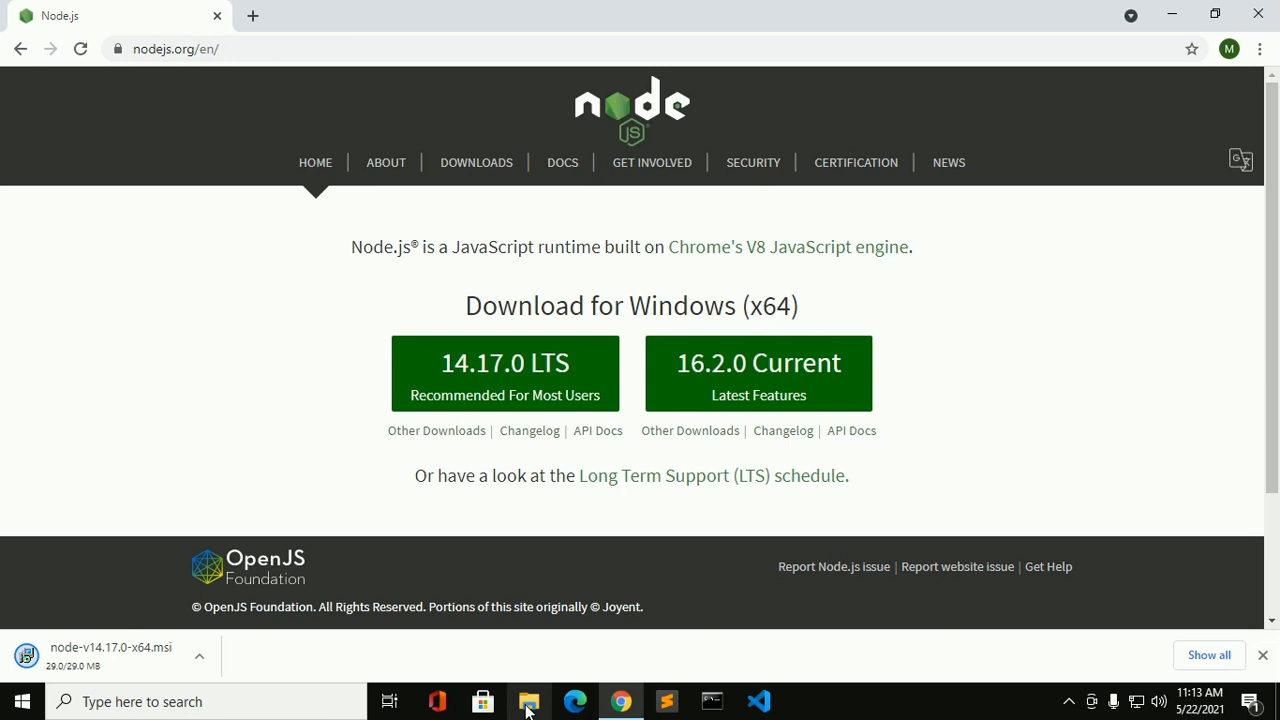 Node.js
nodejs.org/en/
M
node
JS
HOME ABOUT DOWNLOADS DOCS GET INVOLVED SECURITY CERTIFICATION NEWS
Node.js® is a JavaScript runtime built on Chrome's V8 JavaScript engine.
Download for Windows (x64)
14.17.0 LTS
Recommended For Most Users
16.2.0 Current
Latest Features
Other Downloads | Changelog | API Docs
Other Downloads | Changelog | API Docs
Or have a look at the Long Term Support (LTS) schedule.
OpenJS
Foundation
Report Node.js issue | Report website issue | Get Help
© OpenJS Foundation. All Rights Reserved. Portions of this site originally © Joyent.
node-v14.17.0-x64.msi
29.0/29.0 MB
Show all
Type here to search
11:13 AM
5/22/2021
1